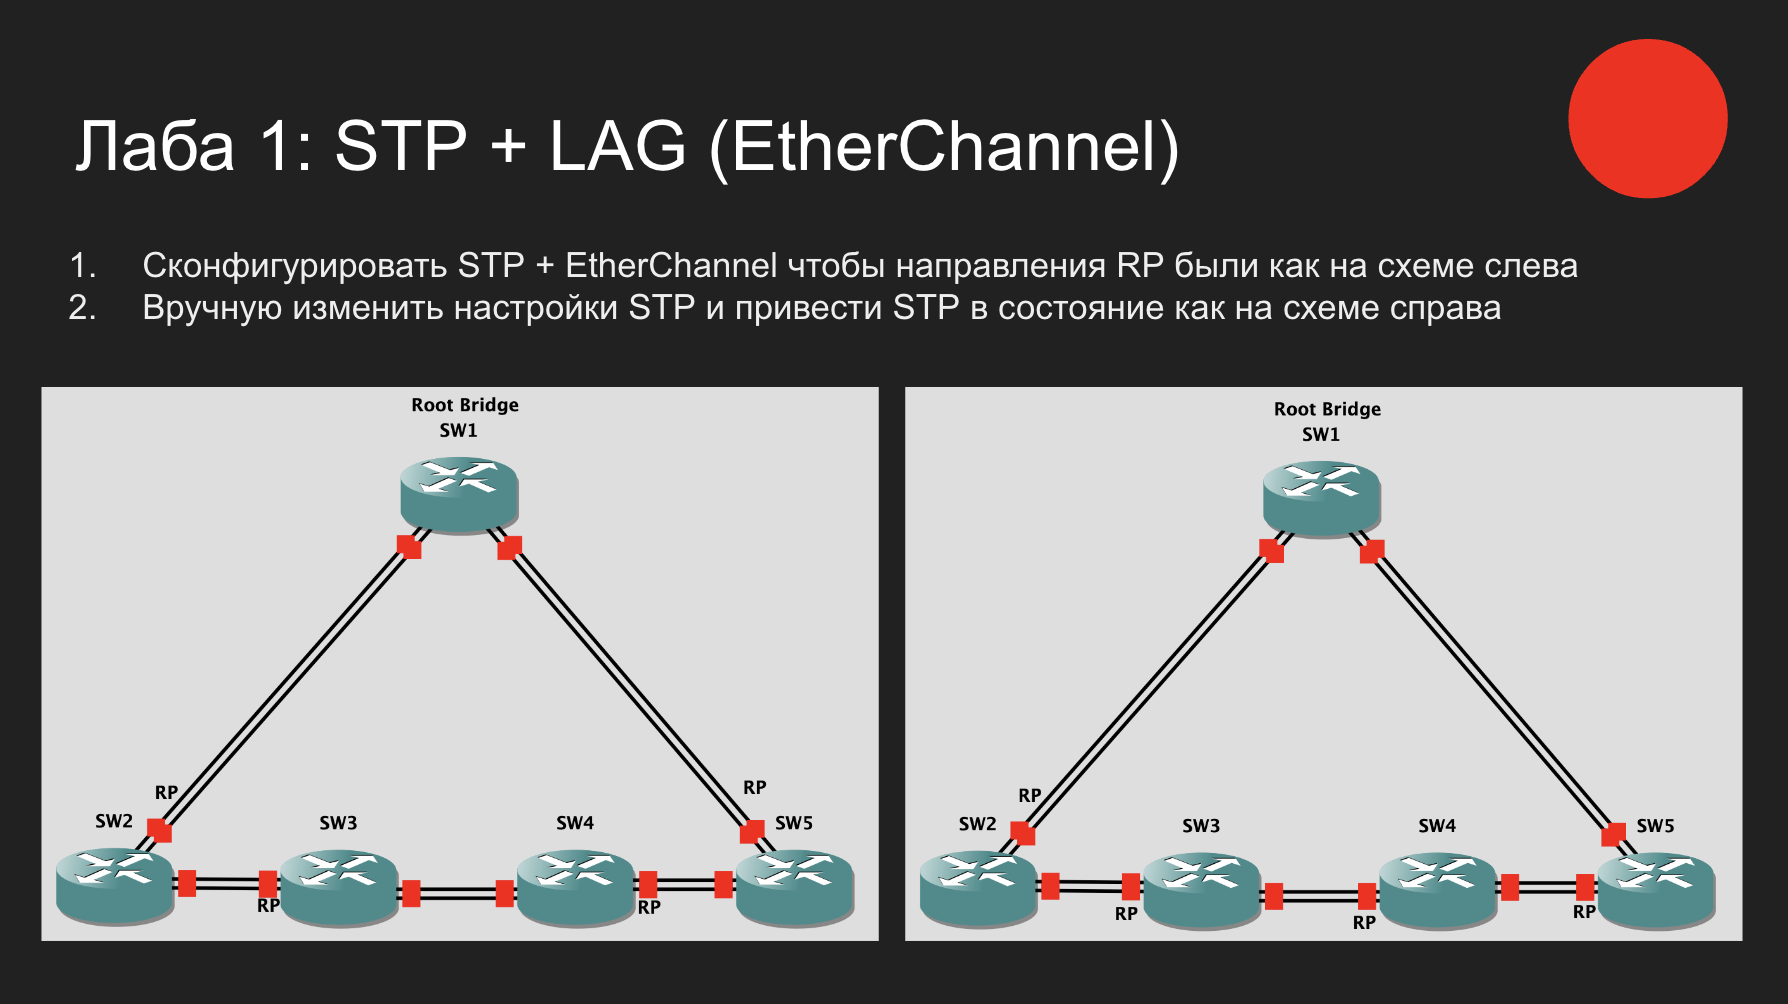 Лаба 1: STP + LAG (EtherChannel)
1. Сконфигурировать STP + EtherChannel чтобы направления RP были как на схеме слева
2. Вручную изменить настройки STP и привести STP в состояние как на схеме справа
Root Bridge
SW1
RP
RP
SW2
SW3
SW4
SW5
RP
RP
Root Bridge
SW1
RP
SW2
SW3
SW4
SW5
RP
RP
RP